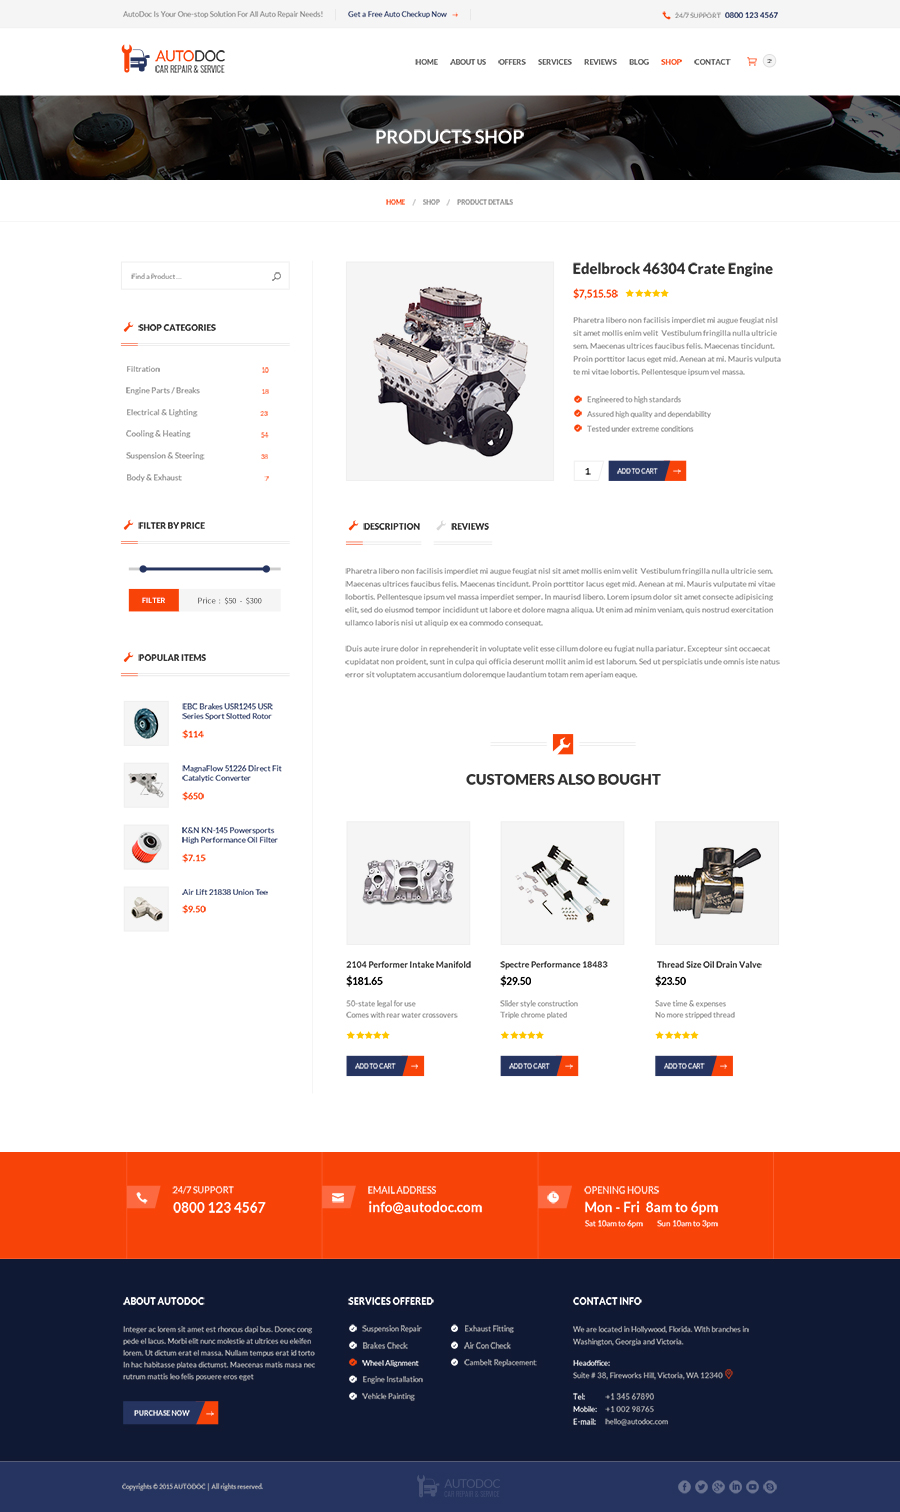 AutoDoc Is Your One-stop Solution For All Auto Repair Needs! Get a Free Auto Checkup Now 24/7 SUPPORT 0800 123 4567
AUTODOC
CAR REPAIR & SERVICE
HOME ABOUT US OFFERS SERVICES REVIEWS BLOG SHOP CONTACT 2
PRODUCTS SHOP
HOME / SHOP / PRODUCT DETAILS
Find a Product ...
SHOP CATEGORIES
Filtration 10
Engine Parts / Breaks 18
Electrical & Lighting 23
Cooling & Heating 54
Suspension & Steering 38
Body & Exhaust 7
FILTER BY PRICE
FILTER Price : $50 - $300
POPULAR ITEMS
EBC Brakes USR1245 USR
Series Sport Slotted Rotor
$114
MagnaFlow 51226 Direct Fit
Catalytic Converter
$650
K&N KN-145 Powersports
High Performance Oil Filter
$7.15
Air Lift 21838 Union Tee
$9.50
Edelbrock 46304 Crate Engine
$7,515.58
Pharetra libero non facilisis imperdiet mi augue feugiat nisl
sit amet mollis enim velit Vestibulum fringilla nulla ultricie
sem. Maecenas ultrices faucibus felis. Maecenas tincidunt.
Proin porttitor lacus eget mid. Aenean at mi. Mauris vulputa
te mi vitae lobortis. Pellentesque ipsum vel massa.
Engineered to high standards
Assured high quality and dependability
Tested under extreme conditions
1 ADD TO CART
DESCRIPTION REVIEWS
Pharetra libero non facilisis imperdiet mi augue feugiat nisl sit amet mollis enim velit Vestibulum fringilla nulla ultricie sem.
Maecenas ultrices faucibus felis. Maecenas tincidunt. Proin porttitor lacus eget mid. Aenean at mi. Mauris vulputate mi vitae
lobortis. Pellentesque ipsum vel massa imperdiet semper. In maurisd libero. Lorem ipsum dolor sit amet consecte adipisicing
elit, sed do eiusmod tempor incididunt ut labore et dolore magna aliqua. Ut enim ad minim veniam, quis nostrud exercitation
ullamco laboris nisi ut aliquip ex ea commodo consequat.
Duis aute irure dolor in reprehenderit in voluptate velit esse cillum dolore eu fugiat nulla pariatur. Excepteur sint occaecat
cupidatat non proident, sunt in culpa qui officia deserunt mollit anim id est laborum. Sed ut perspiciatis unde omnis iste natus
error sit voluptatem accusantium doloremque laudantium totam rem aperiam eaque.
CUSTOMERS ALSO BOUGHT
2104 Performer Intake Manifold
$181.65
50-state legal for use
Comes with rear water crossovers
ADD TO CART
Spectre Performance 18483
$29.50
Slider style construction
Triple chrome plated
ADD TO CART
Thread Size Oil Drain Valve
$23.50
Save time & expenses
No more stripped thread
ADD TO CART
24/7 SUPPORT
0800 123 4567
EMAIL ADDRESS
info@autodoc.com
OPENING HOURS
Mon - Fri 8am to 6pm
Sat 10am to 6pm Sun 10am to 3pm
ABOUT AUTODOC
Integer ac lorem sit amet est rhoncus dapi bus. Donec cong
pede el lacus. Morbi elit nunc molestie at ultrices eu eleifen
lorem. Ut dictum erat el massa. Nullam tempus erat id torto
In hac habitasse platea dictumst. Maecenas matis masa nec
rutrum mattis leo felis posuere eros eget
PURCHASE NOW
SERVICES OFFERED
Suspension Repair
Brakes Check
Wheel Alignment
Engine Installation
Vehicle Painting
Exhaust Fitting
Air Con Check
Cambelt Replacement
CONTACT INFO
We are located in Hollywood, Florida. With branches in
Washington, Georgia and Victoria.
Headoffice:
Suite # 38, Fireworks Hill, Victoria, WA 12340
Tel: +1 345 67890
Mobile: +1 002 98765
E-mail: hello@autodoc.com
Copyrights © 2015 AUTODOC | All rights reserved.
AUTODOC
CAR REPAIR & SERVICE